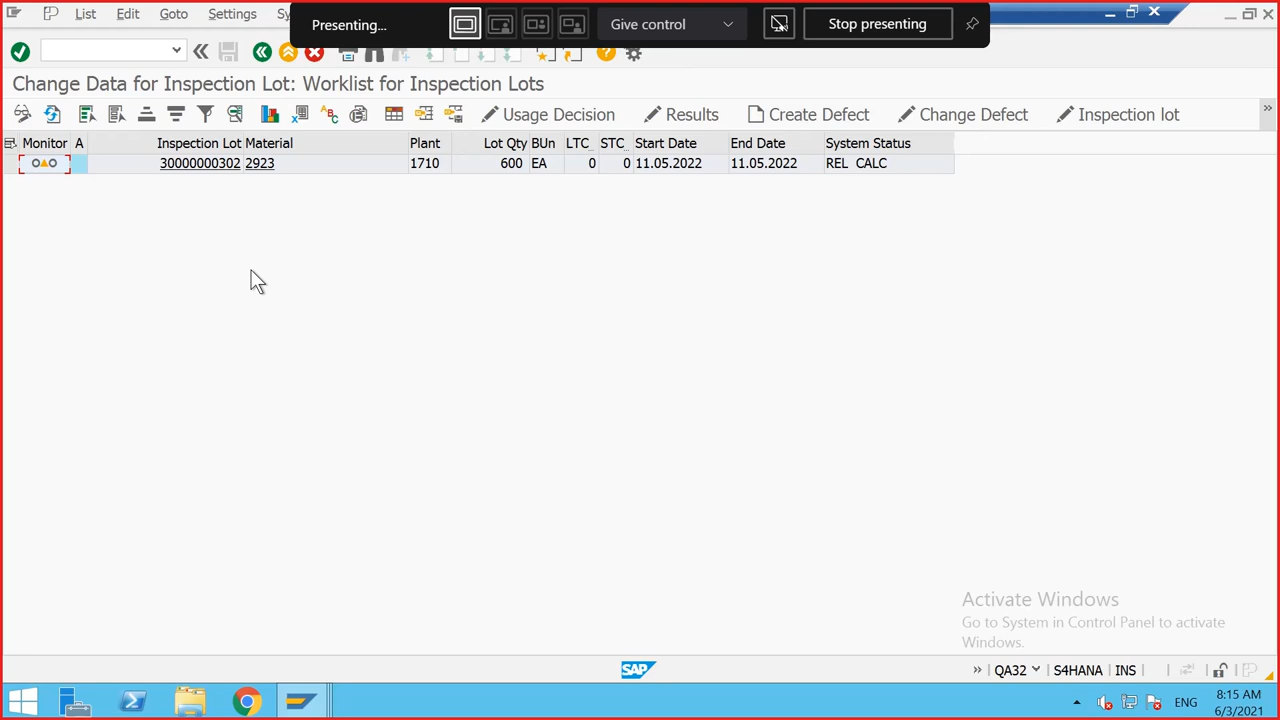 List Edit Goto Settings Sy
Presenting... Give control Stop presenting
Change Data for Inspection Lot: Worklist for Inspection Lots
Usage Decision Results Create Defect Change Defect Inspection lot
Monitor A Inspection Lot Material Plant Lot Qty BUn LTC_ STC_ Start Date End Date System Status
30000000302 2923 1710 600 EA 0 0 11.05.2022 11.05.2022 REL CALC
Activate Windows
Go to System in Control Panel to activate
Windows.
SAP QA32 S4HANA INS
ENG 8:15 AM
6/3/2021